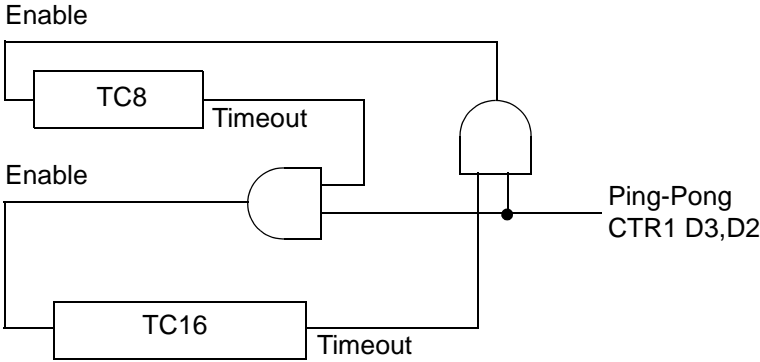 Enable
TC8
Timeout
Enable
Ping-Pong
CTR1 D3,D2
TC16
Timeout